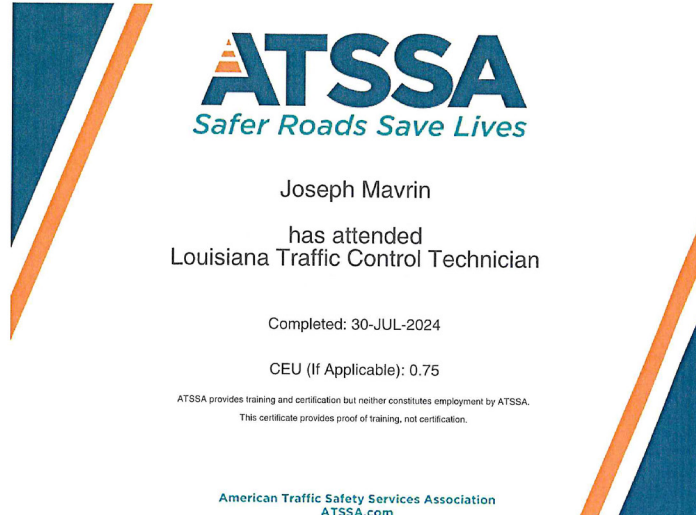 ATSSA
Safer Roads Save Lives
Joseph Mavrin
has attended
Louisiana Traffic Control Technician
Completed: 30-JUL-2024
CEU (If Applicable): 0.75
ATSSA provides training and certification but neither constitutes employment by ATSSA.
This certificate provides proof of training, not certification.
American Traffic Safety Services Association
ATSSA.com